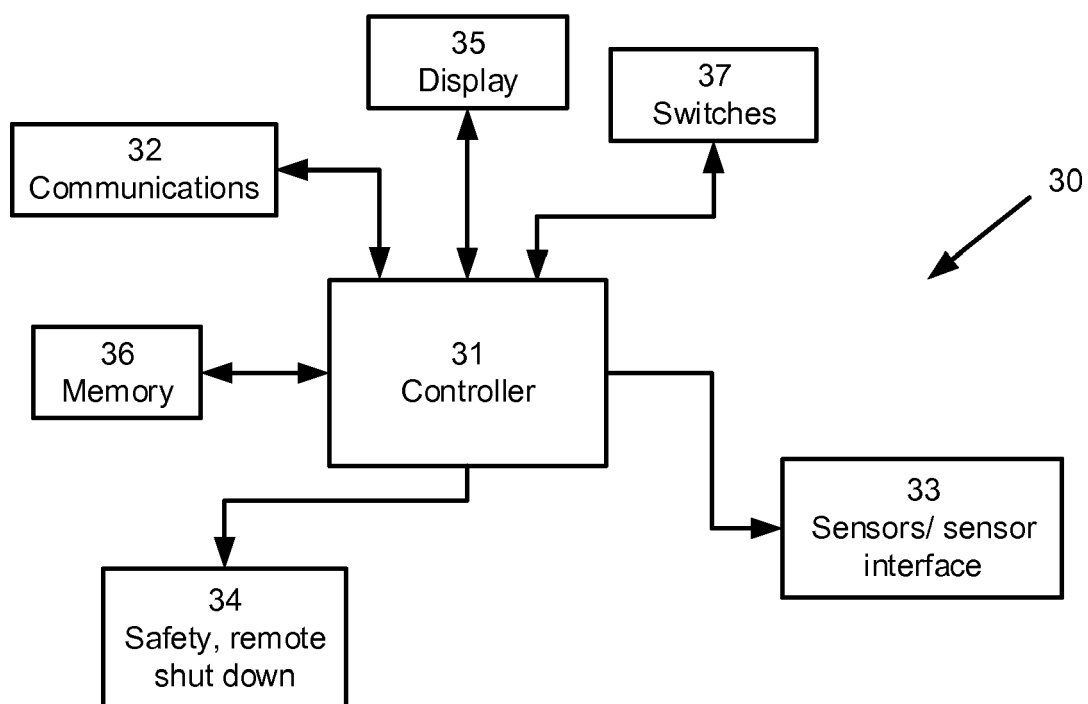 35
Display
37
Switches
32
Communications
30
36
Memory
31
Controller
33
Sensors/ sensor
interface
34
Safety, remote
shut down